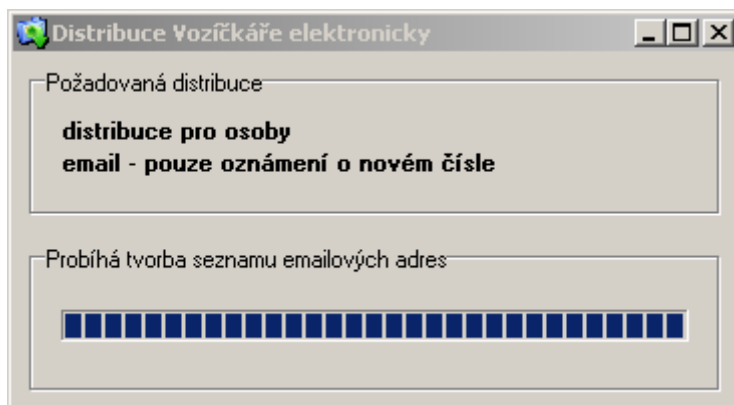 Distribuce Vozíčkáře elektronicky
Požadovaná distribuce
distribuce pro osoby
email - pouze oznámení o novém čísle
Probíhá tvorba seznamu emailových adres